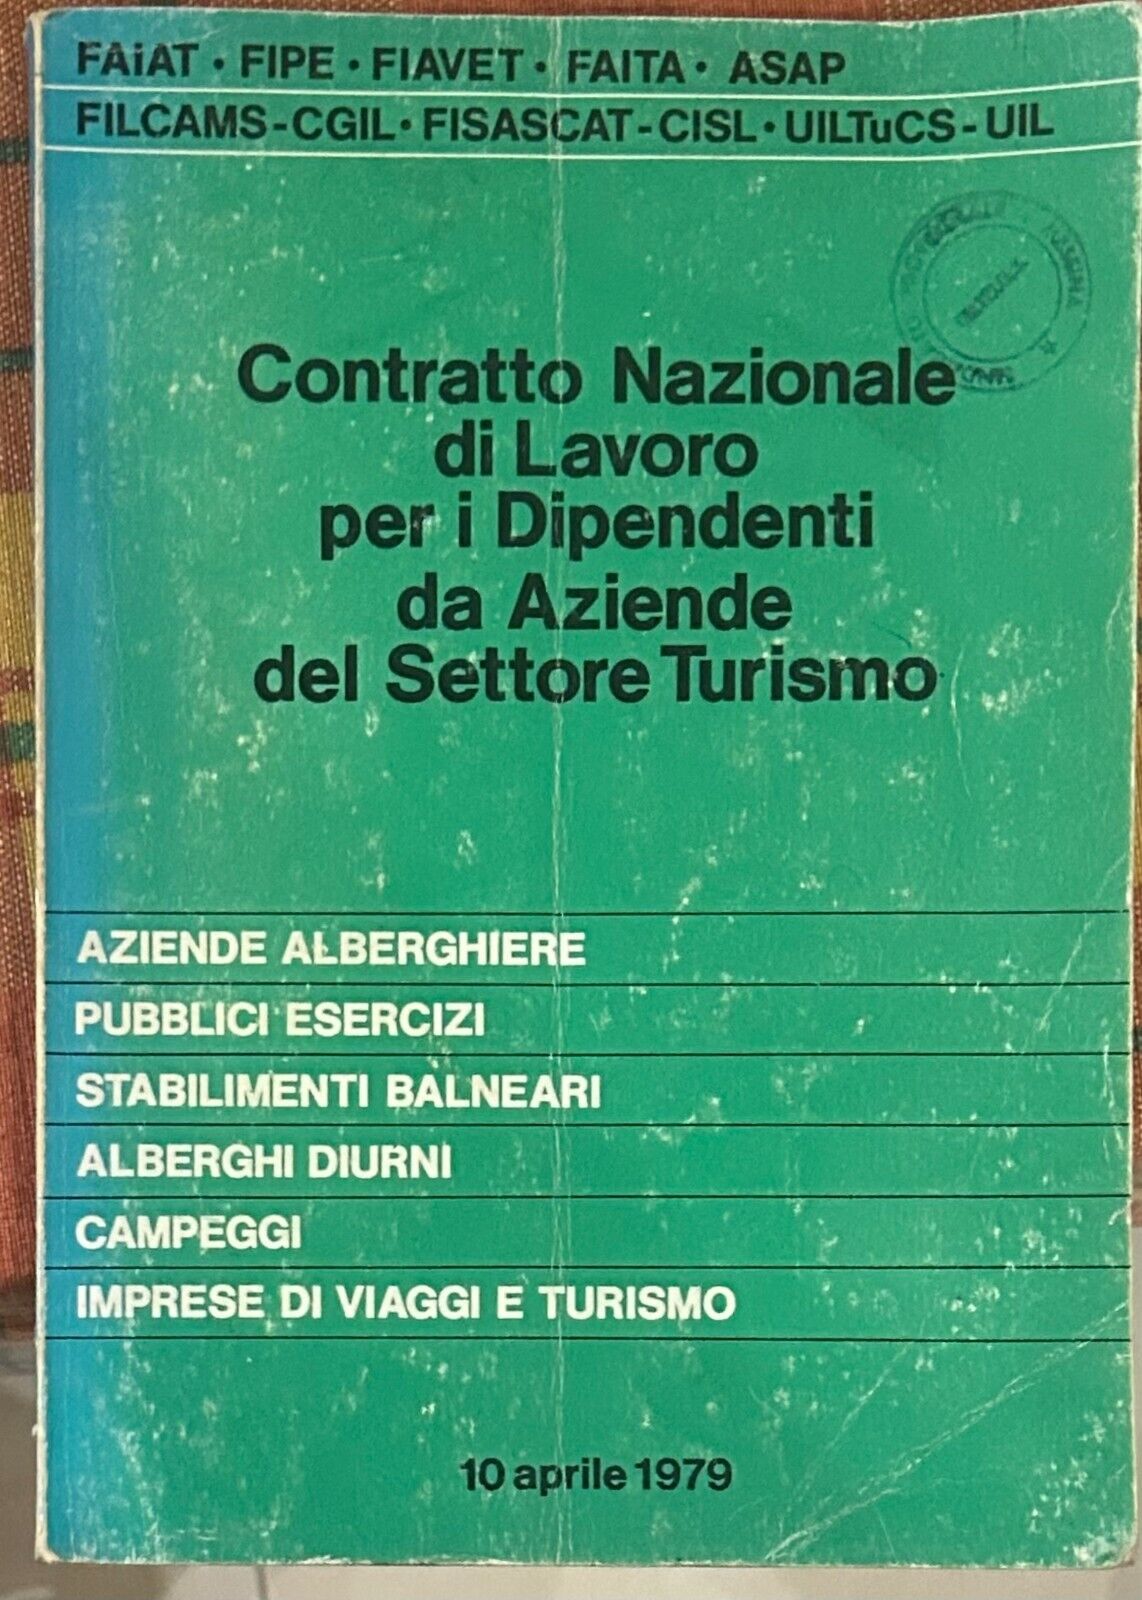 FAiAT • FIPE • FIAVET • FAITA • ASAP
FILCAMS-CGIL • FISASCAT-CISL • UILTuCS-UIL
Contratto Nazionale
di Lavoro
per i Dipendenti
da Aziende
del Settore Turismo
AZIENDE ALBERGHIERE
PUBBLICI ESERCIZI
STABILIMENTI BALNEARI
ALBERGHI DIURNI
CAMPEGGI
IMPRESE DI VIAGGI E TURISMO
10 aprile 1979